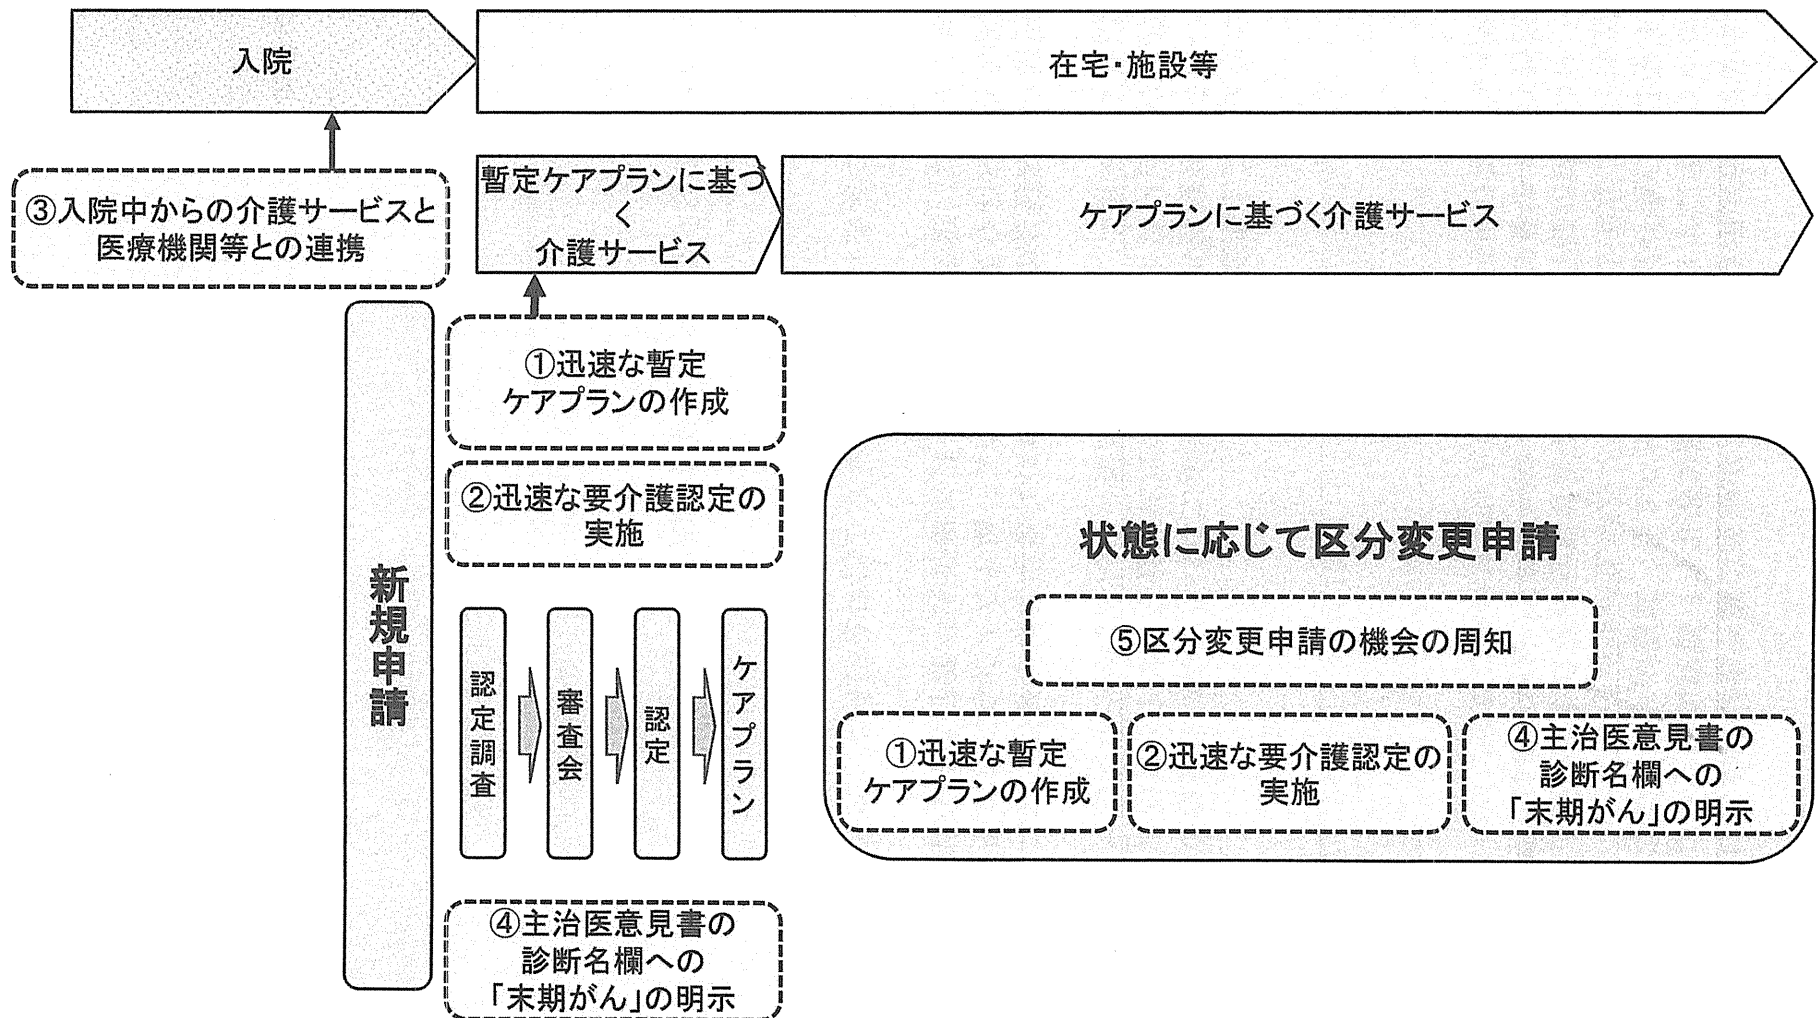 入院
在宅・施設等
③入院中からの介護サービスと
医療機関等との連携
暫定ケアプランに基づ
く
介護サービス
ケアプランに基づく介護サービス
新規申請
①迅速な暫定
ケアプランの作成
②迅速な要介護認定の
実施
認定調査
審査会
認定
ケアプラン
④主治医意見書の
診断名欄への
「末期がん」の明示
状態に応じて区分変更申請
⑤区分変更申請の機会の周知
①迅速な暫定
ケアプランの作成
②迅速な要介護認定の
実施
④主治医意見書の
診断名欄への
「末期がん」の明示